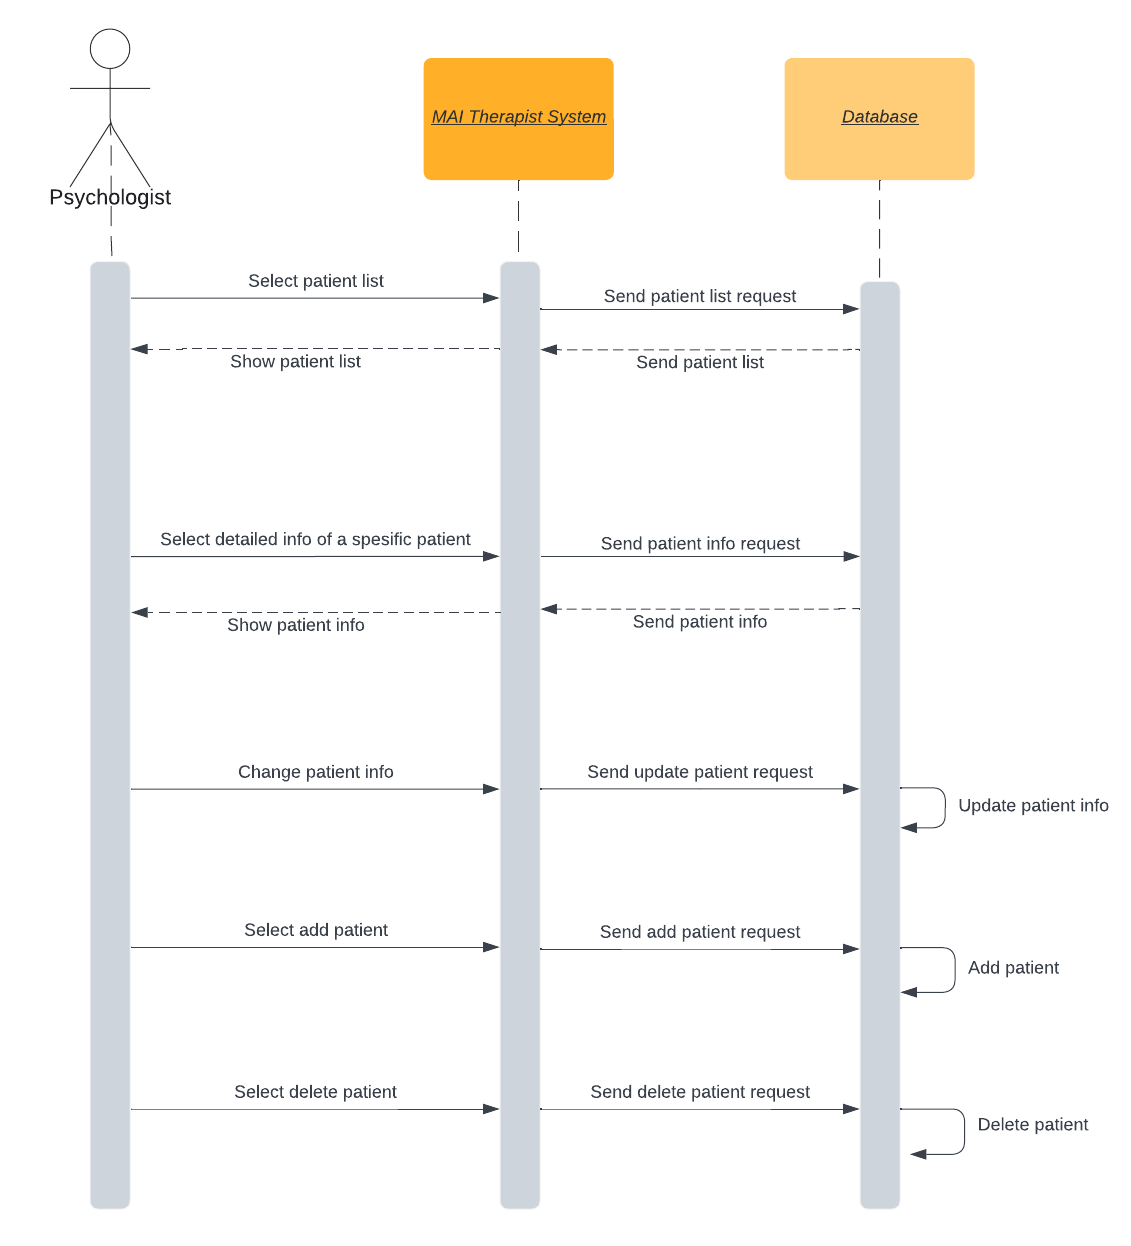 Psychologist
MAI Therapist System
Database
Select patient list
Send patient list request
Show patient list
Send patient list
Select detailed info of a spesific patient
Send patient info request
Show patient info
Send patient info
Change patient info
Send update patient request
Update patient info
Select add patient
Send add patient request
Add patient
Select delete patient
Send delete patient request
Delete patient